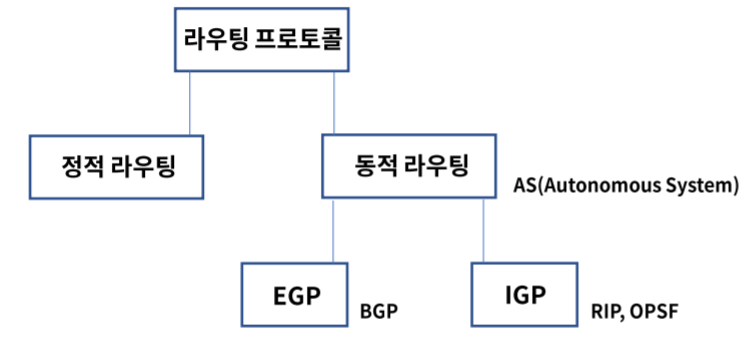 라우팅 프로토콜
정적 라우팅
동적 라우팅
AS(Autonomous System)
EGP
BGP
IGP
RIP, OPSF